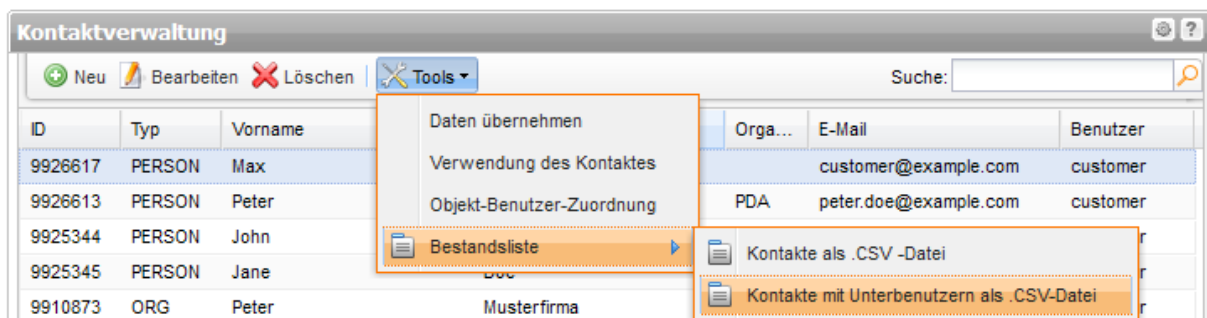 Kontaktverwaltung
?
Neu Bearbeiten Löschen Tools Suche:
ID Typ Vorname Orga... E-Mail Benutzer
Daten übernehmen
9926617 PERSON Max customer@example.com customer
Verwendung des Kontaktes
9926613 PERSON Peter PDA peter.doe@example.com customer
Objekt-Benutzer-Zuordnung
9925344 PERSON John
Bestandsliste
Kontakte als .CSV -Datei
9925345 PERSON Jane
9910873 ORG Peter Musterfirma
Kontakte mit Unterbenutzern als .CSV-Datei